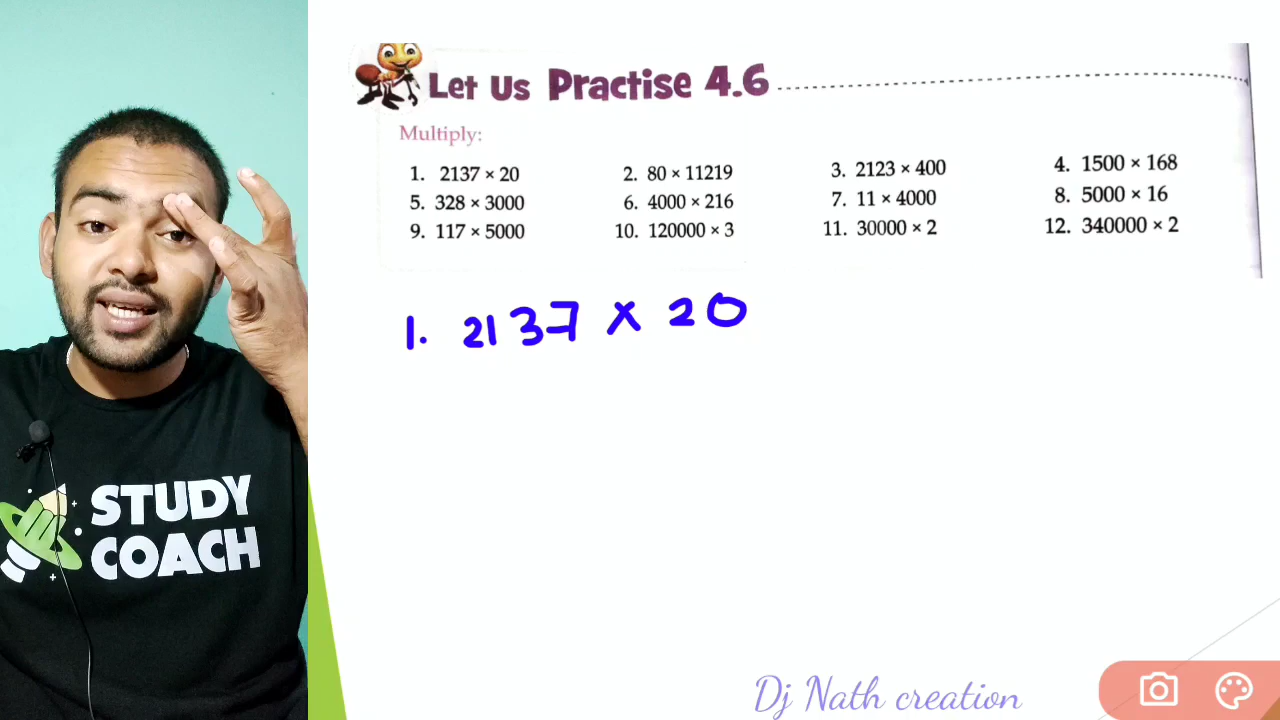 Let Us Practise 4.6
Multiply:
1. 2137 × 20 2. 80 × 11219 3. 2123 × 400 4. 1500 × 168
5. 328 × 3000 6. 4000 × 216 7. 11 × 4000 8. 5000 × 16
9. 117 × 5000 10. 120000 × 3 11. 30000 × 2 12. 340000 × 2
1. 2137 × 20
STUDY
COACH
Dj Nath creation